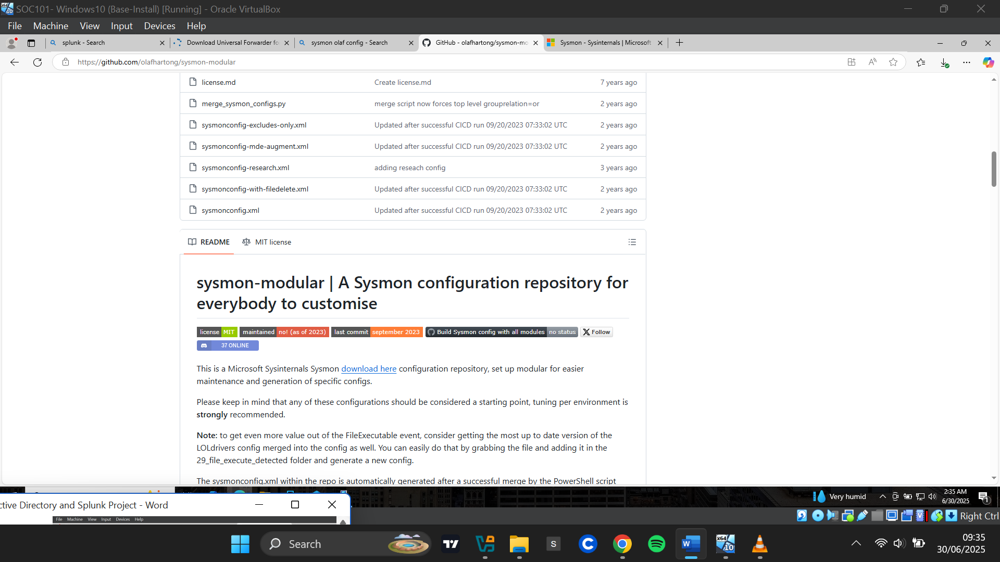 SOC101- Windows10 (Base-Install) [Running] - Oracle VirtualBox
File Machine View Input Devices Help
splunk - Search
Download Universal Forwarder fo
sysmon olaf config - Search
GitHub - olafhartong/sysmon-mo
Sysmon - Sysinternals | Microsoft
https://github.com/olafhartong/sysmon-modular
license.md Create license.md 7 years ago
merge_sysmon_configs.py merge script now forces top level grouprelation=or 2 years ago
sysmonconfig-excludes-only.xml Updated after successful CICD run 09/20/2023 07:33:02 UTC 2 years ago
sysmonconfig-mde-augment.xml Updated after successful CICD run 09/20/2023 07:33:02 UTC 2 years ago
sysmonconfig-research.xml adding reseach config 3 years ago
sysmonconfig-with-filedelete.xml Updated after successful CICD run 09/20/2023 07:33:02 UTC 2 years ago
sysmonconfig.xml Updated after successful CICD run 09/20/2023 07:33:02 UTC 2 years ago
README MIT license
sysmon-modular | A Sysmon configuration repository for
everybody to customise
license MIT maintained no! (as of 2023) last commit september 2023 Build Sysmon config with all modules no status Follow
37 ONLINE
This is a Microsoft Sysinternals Sysmon download here configuration repository, set up modular for easier
maintenance and generation of specific configs.
Please keep in mind that any of these configurations should be considered a starting point, tuning per environment is
strongly recommended.
Note: to get even more value out of the FileExecutable event, consider getting the most up to date version of the
LOLdrivers config merged into the config as well. You can easily do that by grabbing the file and adding it in the
29_file_execute_detected folder and generate a new config.
The sysmonconfig.xml within the repo is automatically generated after a successful merge by the PowerShell script
Very humid
2:35 AM
6/30/2025
1
ctive Directory and Splunk Project - Word
File Machine View Input Devices Help
Right Ctrl
Search
S
x64
10
09:35
30/06/2025